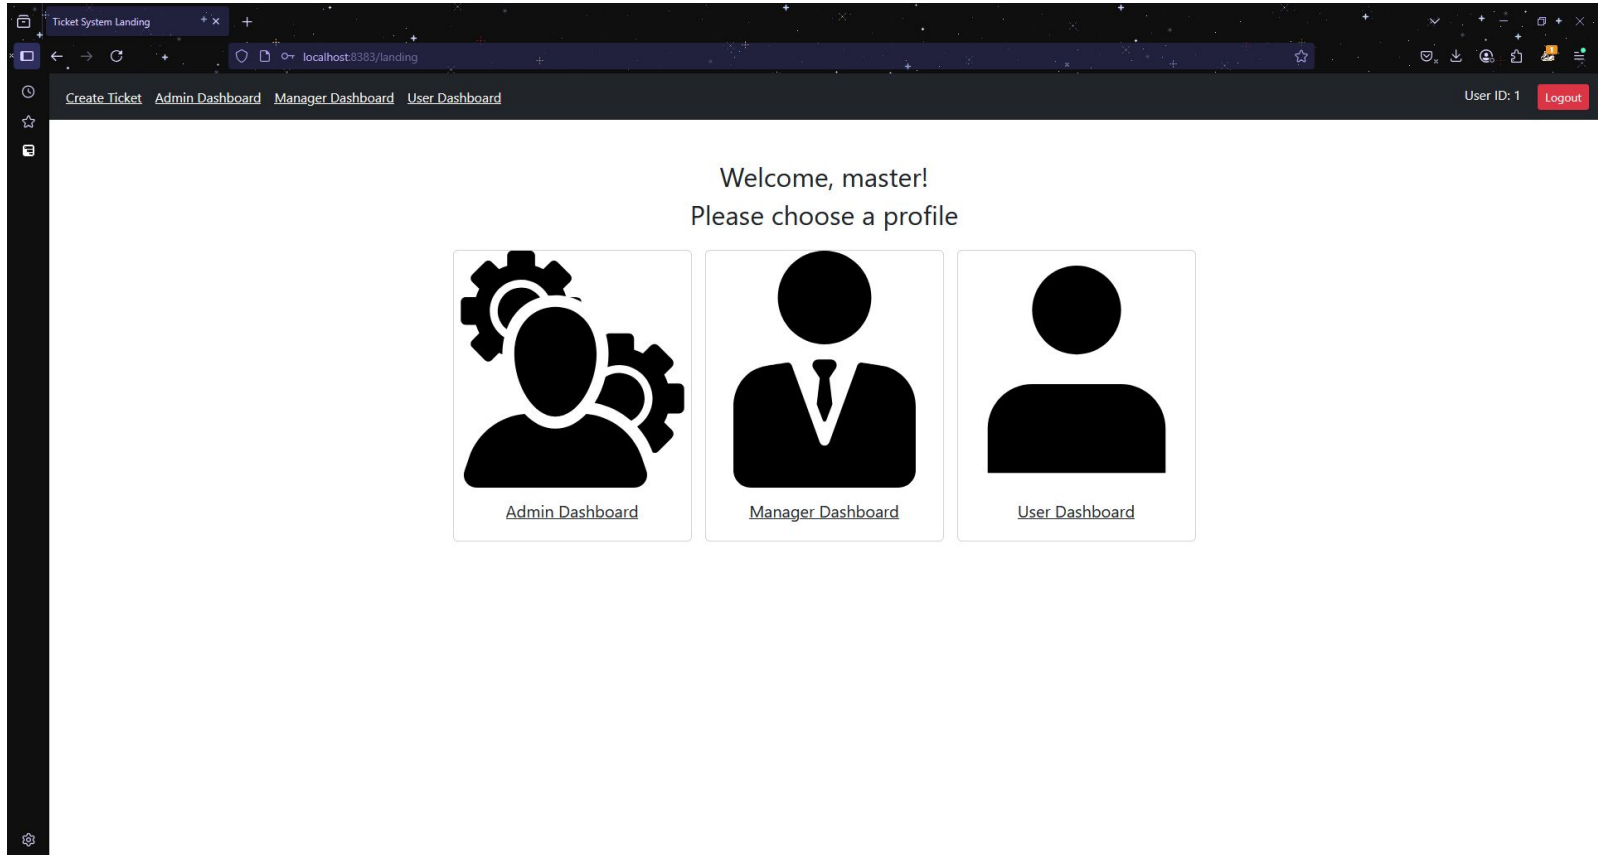 Ticket System Landing
localhost:8383/landing
1
Create Ticket Admin Dashboard Manager Dashboard User Dashboard User ID: 1 Logout
Welcome, master!
Please choose a profile
Admin Dashboard Manager Dashboard User Dashboard